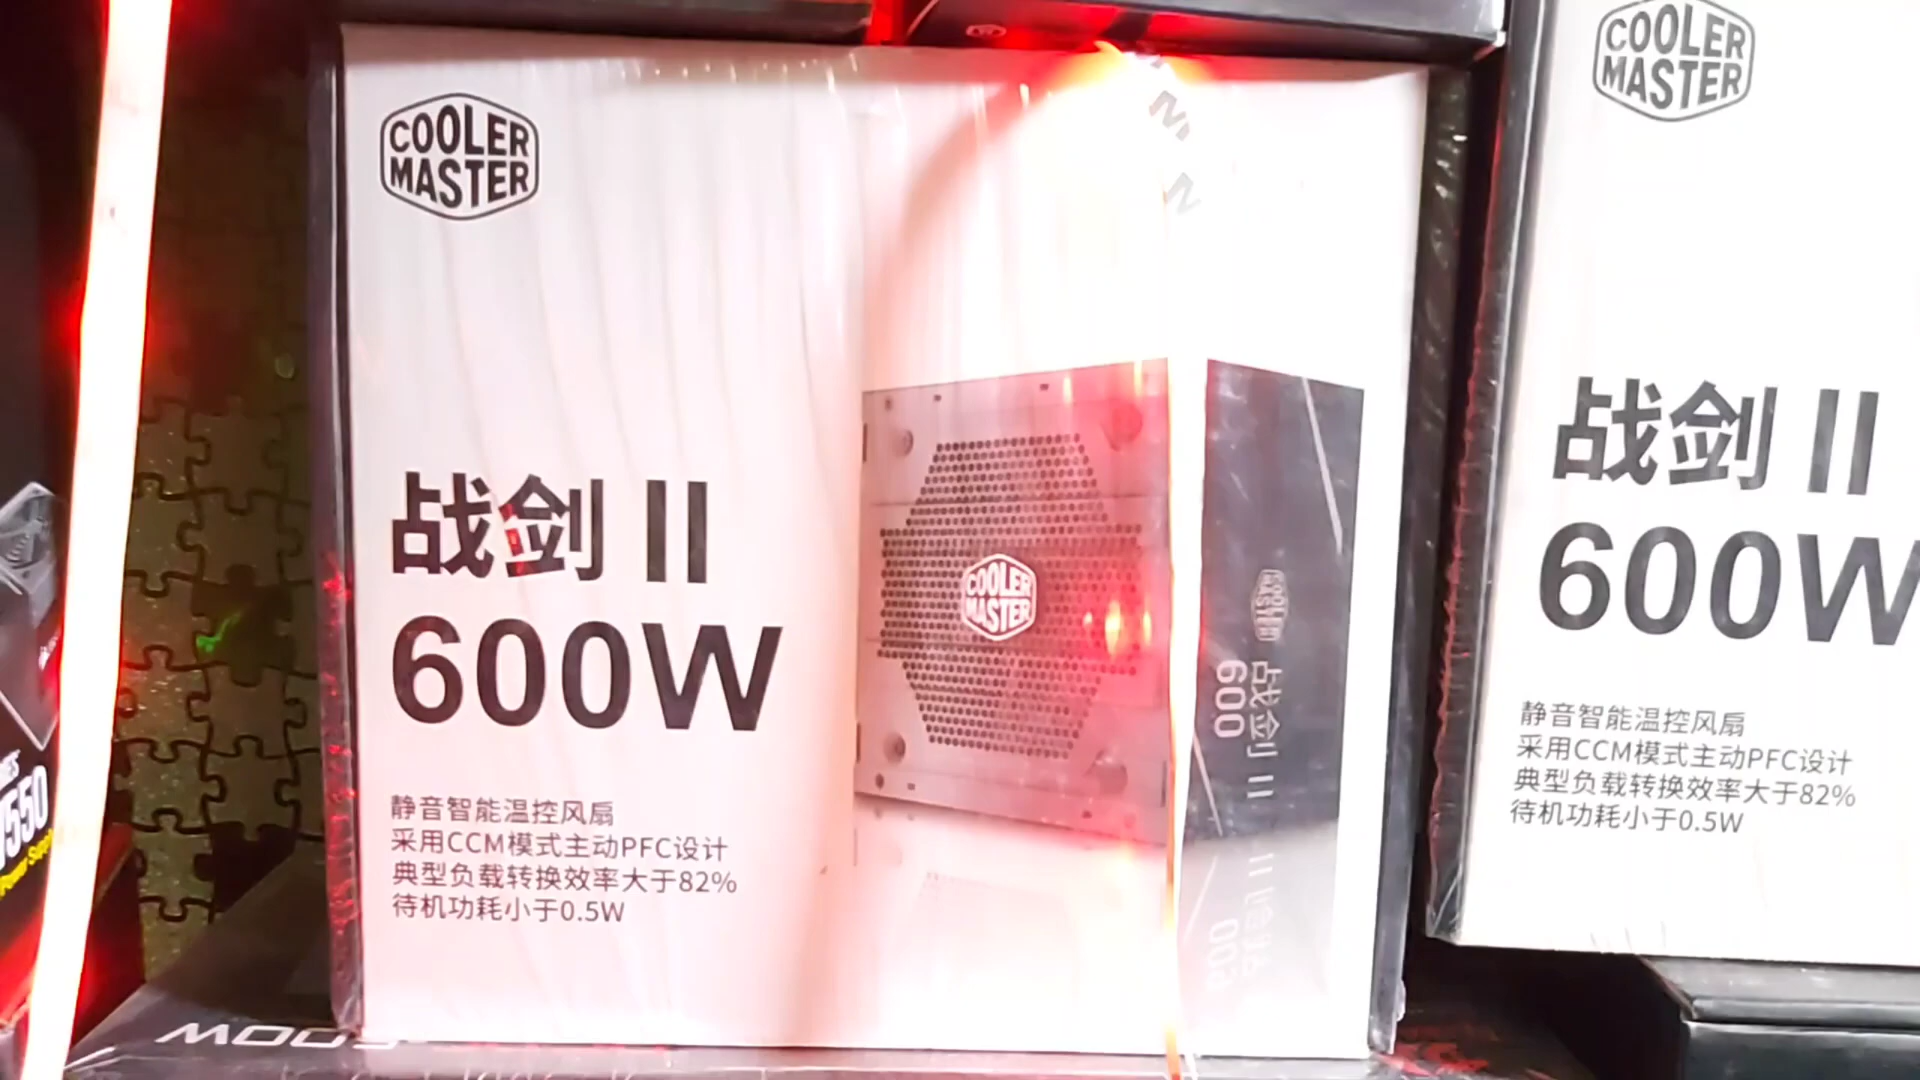 COOLER
MASTER
战剑 II
600W
静音智能温控风扇
采用CCM模式主动PFC设计
典型负载转换效率大于82%
待机功耗小于0.5W
COOLER
MASTER
战剑 II
600
COOLER
MASTER
战剑 II
600W
静音智能温控风扇
采用CCM模式主动PFC设计
典型负载转换效率大于82%
待机功耗小于0.5W
550
Power Supply